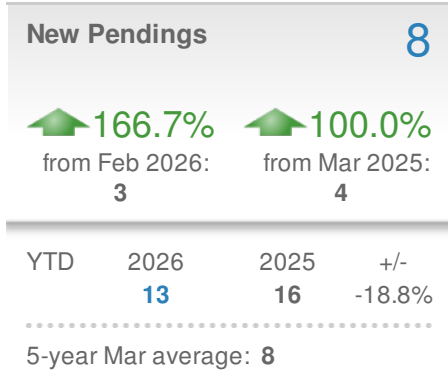 New Pendings 8
166.7% 100.0%
from Feb 2026: from Mar 2025:
3 4
YTD 2026 2025 +/-
13 16 -18.8%
5-year Mar average: 8